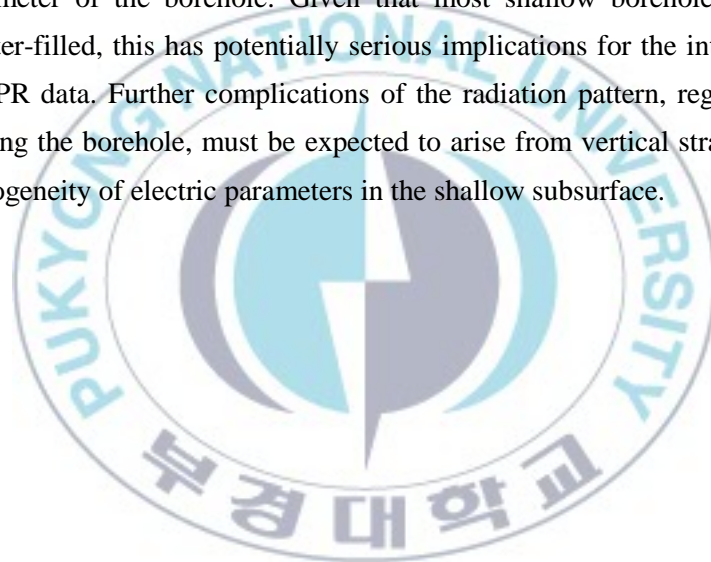 meter of the borehole. Given that most shallow borehole
er-filled, this has potentially serious implications for the in
PR data. Further complications of the radiation pattern, reg
ng the borehole, must be expected to arise from vertical stra
ogeneity of electric parameters in the shallow subsurface.
PUKYONG NATIONAL UNIVERSITY
부경대학교